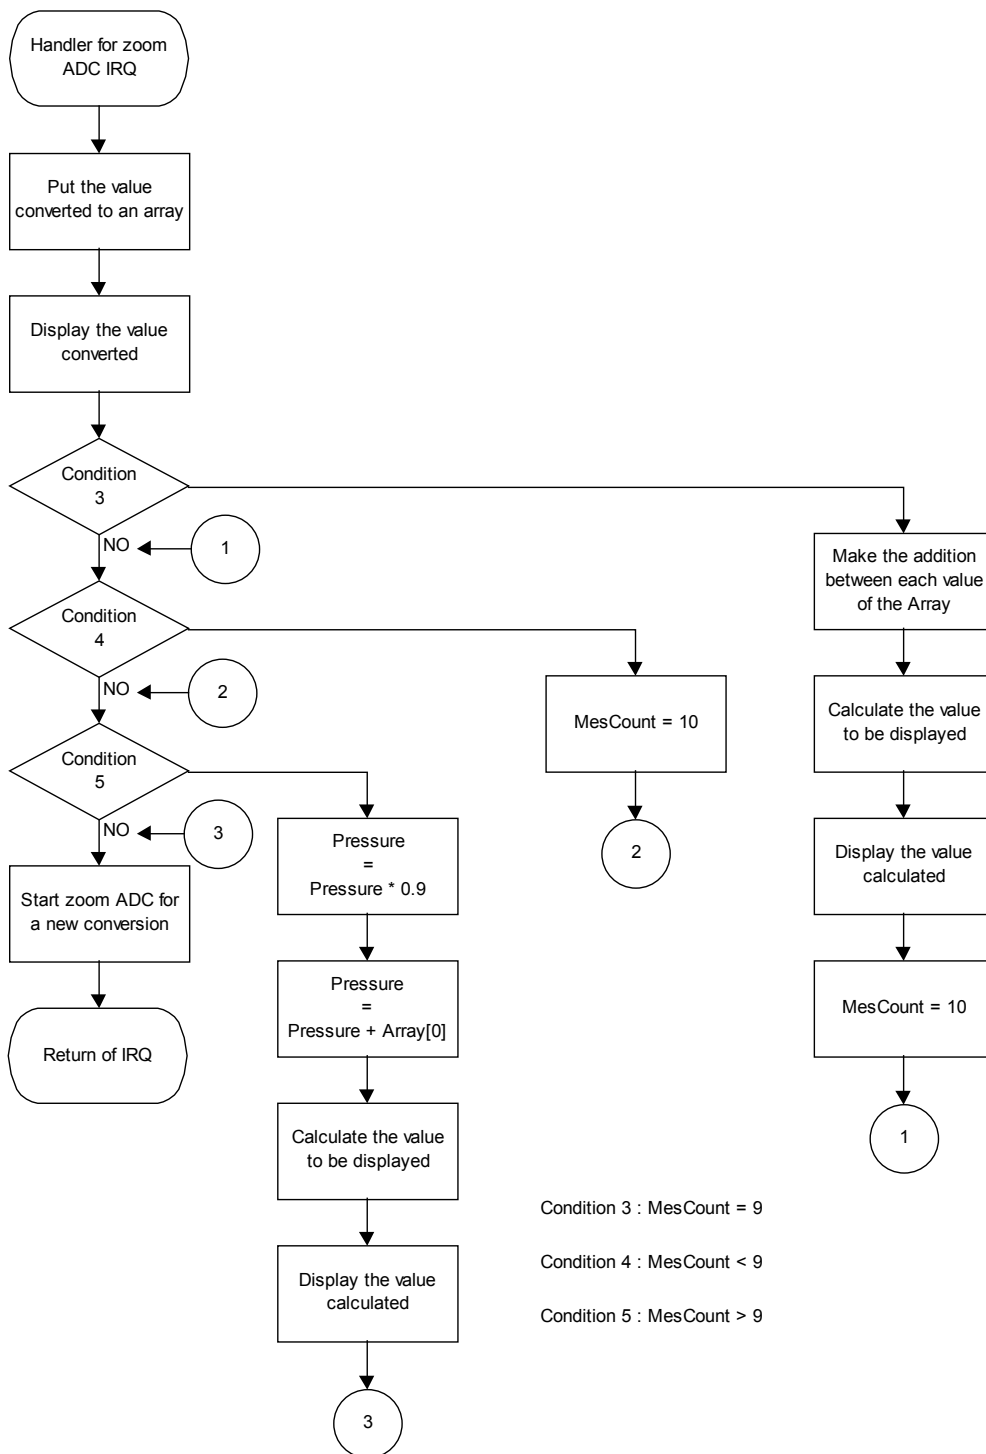 Handler for zoom
ADC IRQ
Put the value
converted to an array
Display the value
converted
Condition
3
NO
1
Condition
4
NO
2
Condition
5
NO
3
Start zoom ADC for
a new conversion
Return of IRQ
Pressure
=
Pressure * 0.9
Pressure
=
Pressure + Array[0]
Calculate the value
to be displayed
Display the value
calculated
3
MesCount = 10
2
Make the addition
between each value
of the Array
Calculate the value
to be displayed
Display the value
calculated
MesCount = 10
1
Condition 3 : MesCount = 9
Condition 4 : MesCount < 9
Condition 5 : MesCount > 9